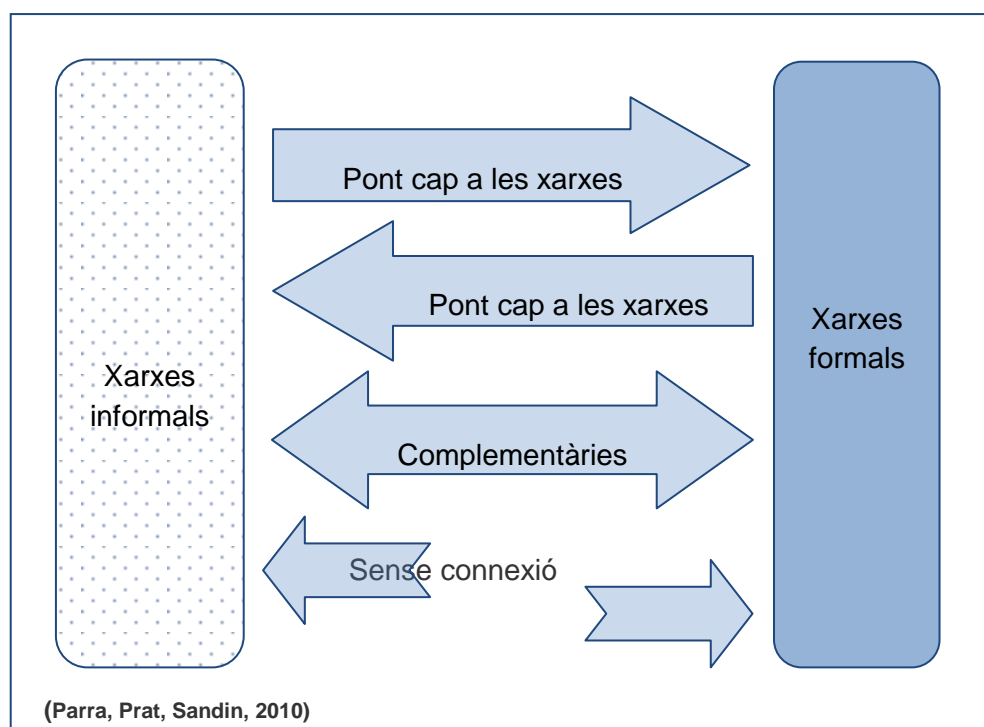 Pont cap a les xarxes
Pont cap a les xarxes
Xarxes
formals
Xarxes
informals
Complementàries
Sense connexió
(Parra, Prat, Sandin, 2010)